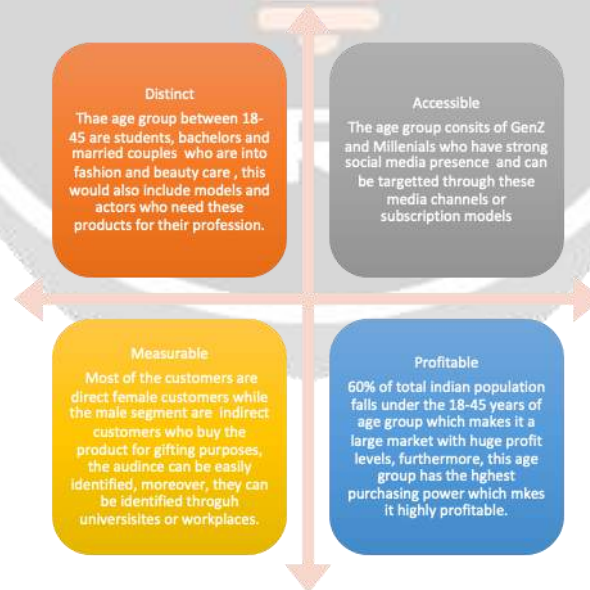 Distinct
Thae age group between 18-
45 are students, bachelors and
married couples who are into
fashion and beauty care , this
would also include models and
actors who need these
products for their profession.
Accessible
The age group consits of GenZ
and Millenials who have strong
social media presence and can
be targetted through these
media channels or
subscription models
Measurable
Most of the customers are
direct female customers while
the male segment are indirect
customers who buy the
product for gifting purposes,
the audince can be easily
identified, moreover, they can
be identified throguh
universisites or workplaces.
Profitable
60% of total indian population
falls under the 18-45 years of
age group which makes it a
large market with huge profit
levels, furthermore, this age
group has the hghest
purchasing power which mkes
it highly profitable.